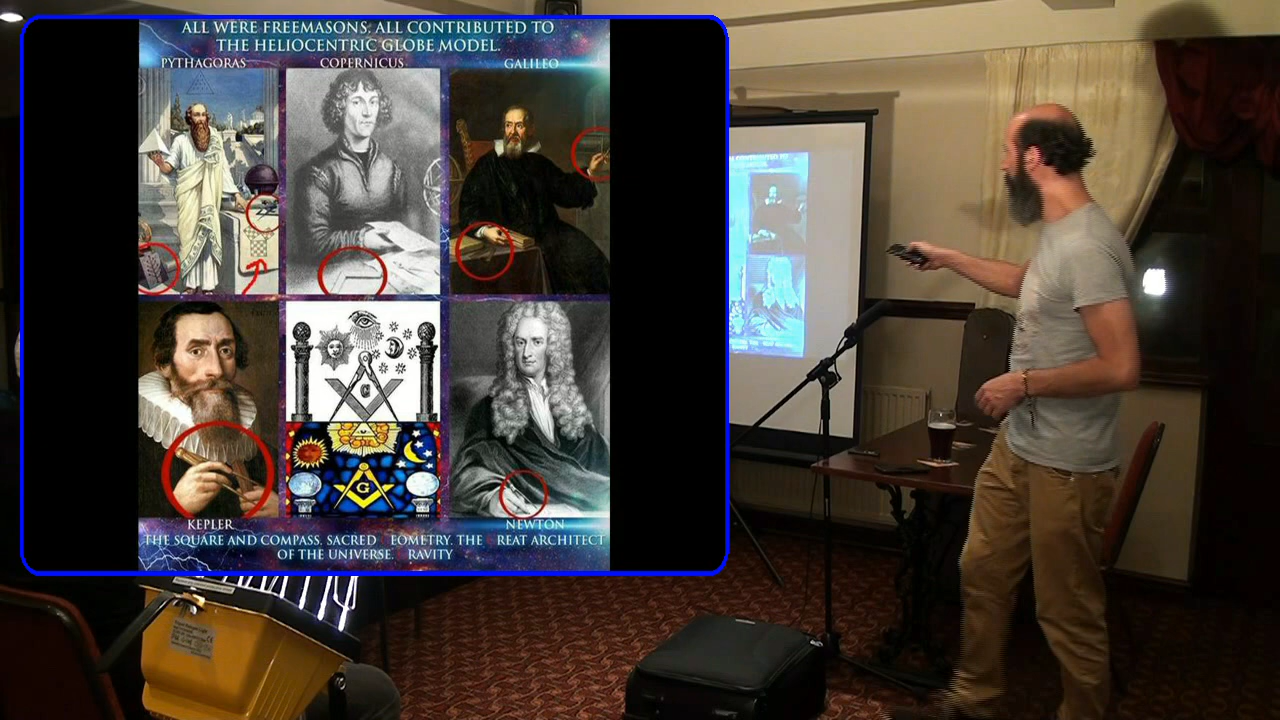 ALL WERE FREEMASONS. ALL CONTRIBUTED TO
THE HELIOCENTRIC GLOBE MODEL.
PYTHAGORAS
COPERNICUS
GALILEO
G
G
KEPLER
NEWTON
THE SQUARE AND COMPASS. SACRED EOMETRY. THE REAT ARCHITECT
OF THE UNIVERSE. RAVITY